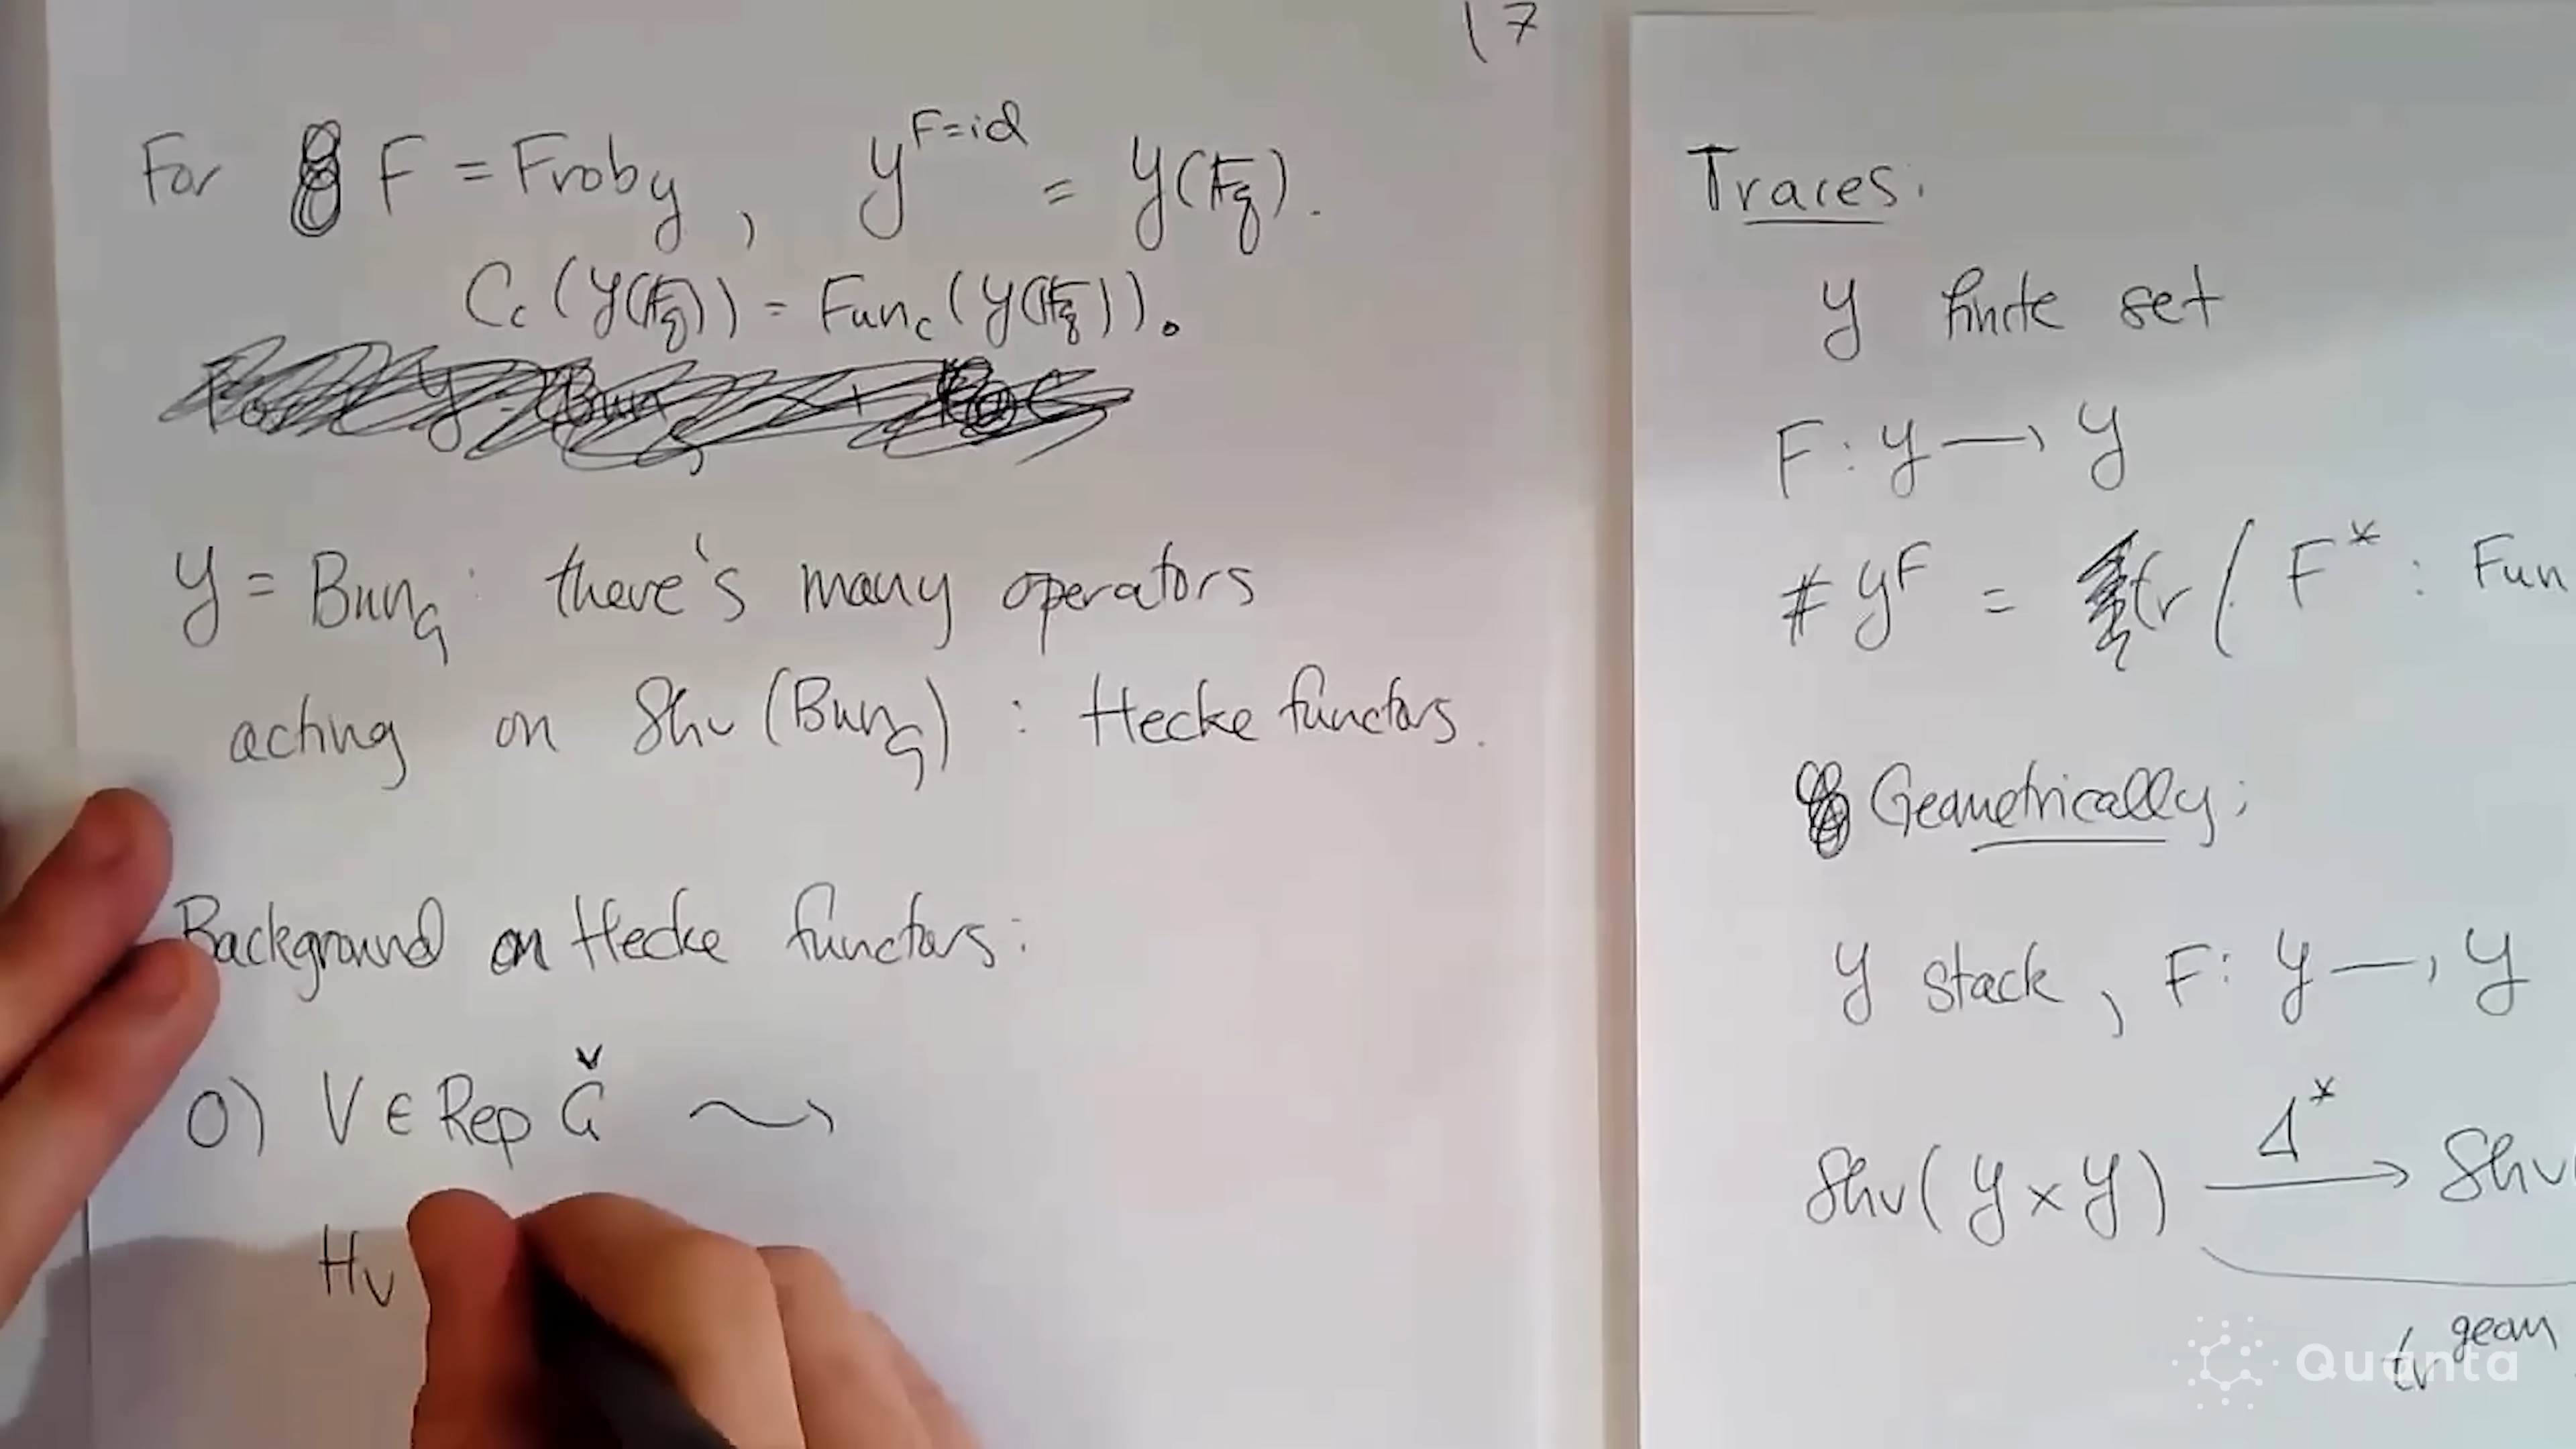 17
For F = Frob_y, y^{F=id} = y(F_q).
C_c(y(F_q)) = Fun_c(y(F_q)).
y = Bun_G : there's many operators
acting on Shv(Bun_G) : Hecke functors.
Background on Hecke functors:
0) V ∈ Rep Ǧ ⇝
H_V
Traces:
y finite set
F: y → y
# y^F = tr( F* : Fun
Geometrically:
y stack, F: y → y
Shv(y × y) —Δ*→ Shv(
tr^geom
Quanta